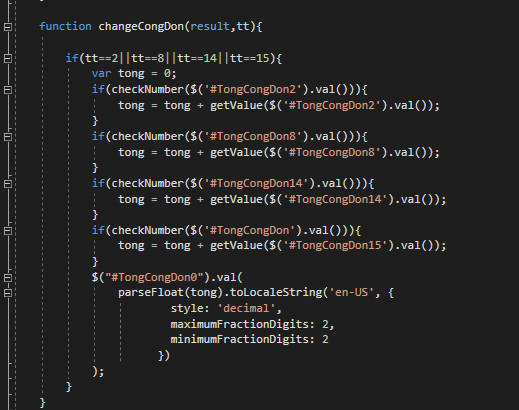 function changeCongDon(result,tt){
if(tt==2||tt==8||tt==14||tt==15){
var tong = 0;
if(checkNumber($('#TongCongDon2').val())){
tong = tong + getValue($('#TongCongDon2').val());
}
if(checkNumber($('#TongCongDon8').val())){
tong = tong + getValue($('#TongCongDon8').val());
}
if(checkNumber($('#TongCongDon14').val())){
tong = tong + getValue($('#TongCongDon14').val());
}
if(checkNumber($('#TongCongDon').val())){
tong = tong + getValue($('#TongCongDon15').val());
}
$("#TongCongDon0").val(
parseFloat(tong).toLocaleString('en-US', {
style: 'decimal',
maximumFractionDigits: 2,
minimumFractionDigits: 2
})
);
}
}